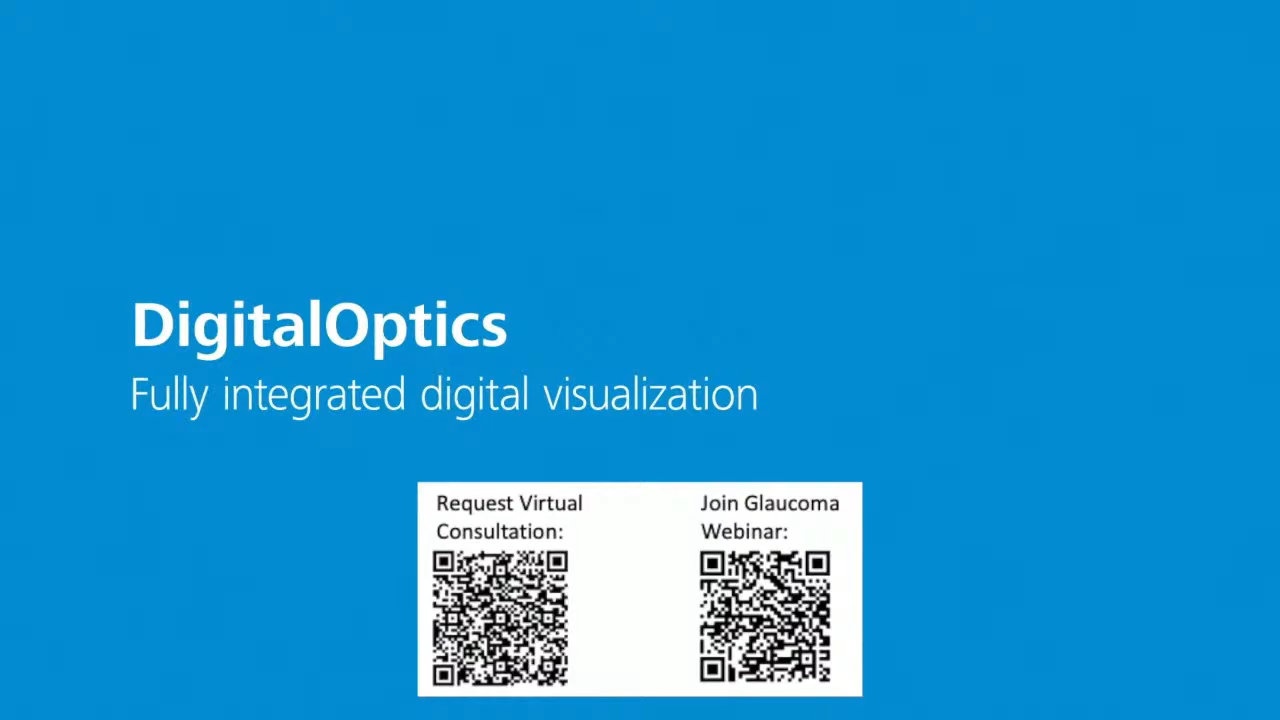 DigitalOptics
Fully integrated digital visualization
Request Virtual
Consultation:
Join Glaucoma
Webinar: